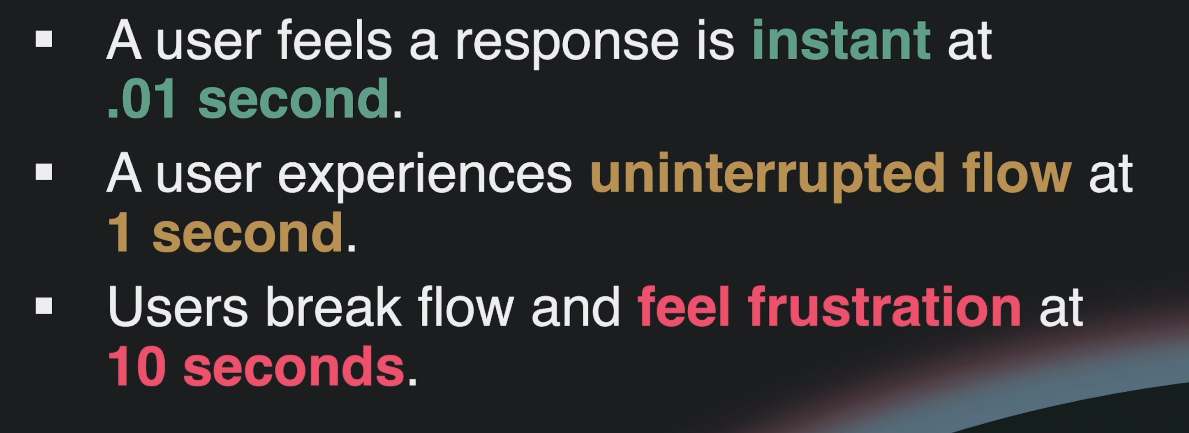 ▪ A user feels a response is instant at
.01 second.
▪ A user experiences uninterrupted flow at
1 second.
▪ Users break flow and feel frustration at
10 seconds.